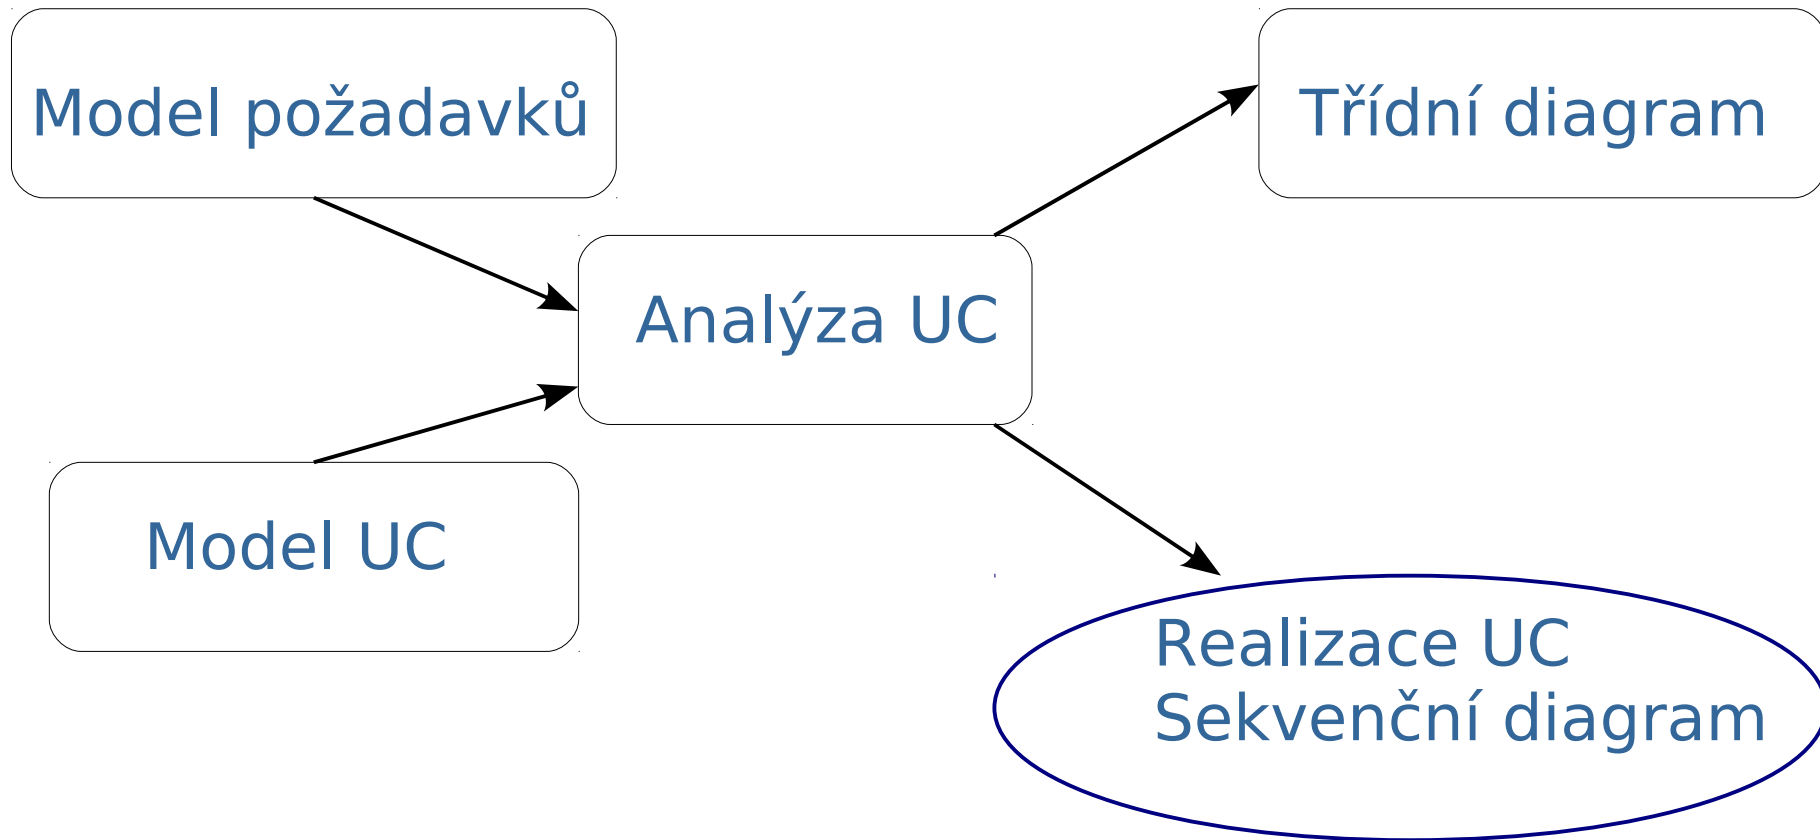 Model požadavků
Třídní diagram
Analýza UC
Model UC
Realizace UC
Sekvenční diagram